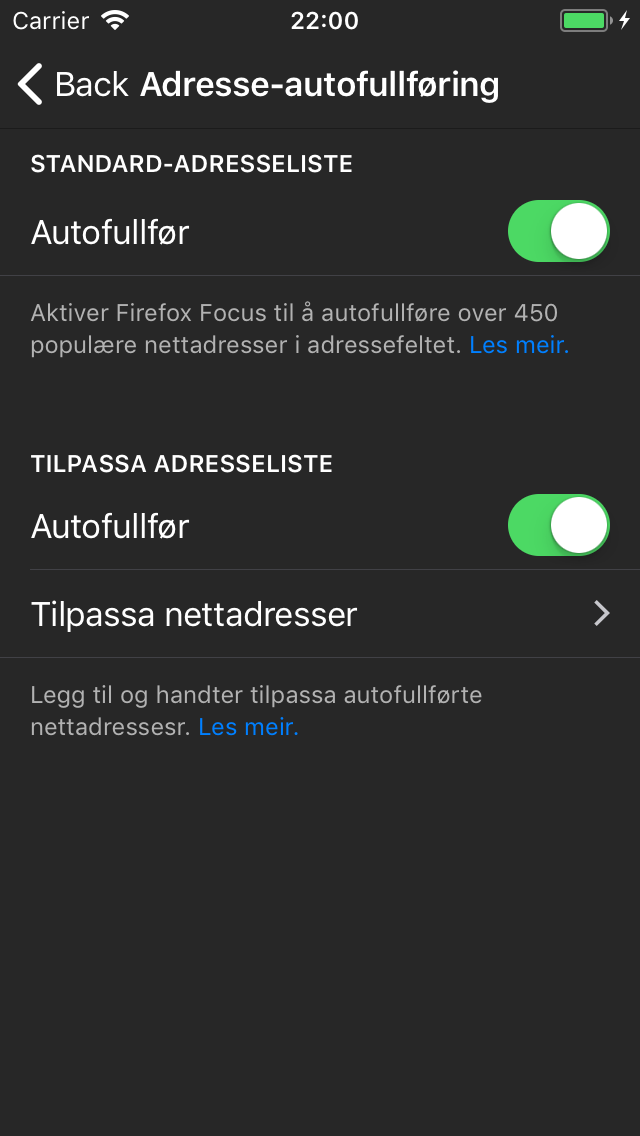 Carrier 22:00
Back Adresse-autofullføring
STANDARD-ADRESSELISTE
Autofullfør
Aktiver Firefox Focus til å autofullføre over 450
populære nettadresser i adressefeltet. Les meir.
TILPASSA ADRESSELISTE
Autofullfør
Tilpassa nettadresser
Legg til og handter tilpassa autofullførte
nettadressesr. Les meir.